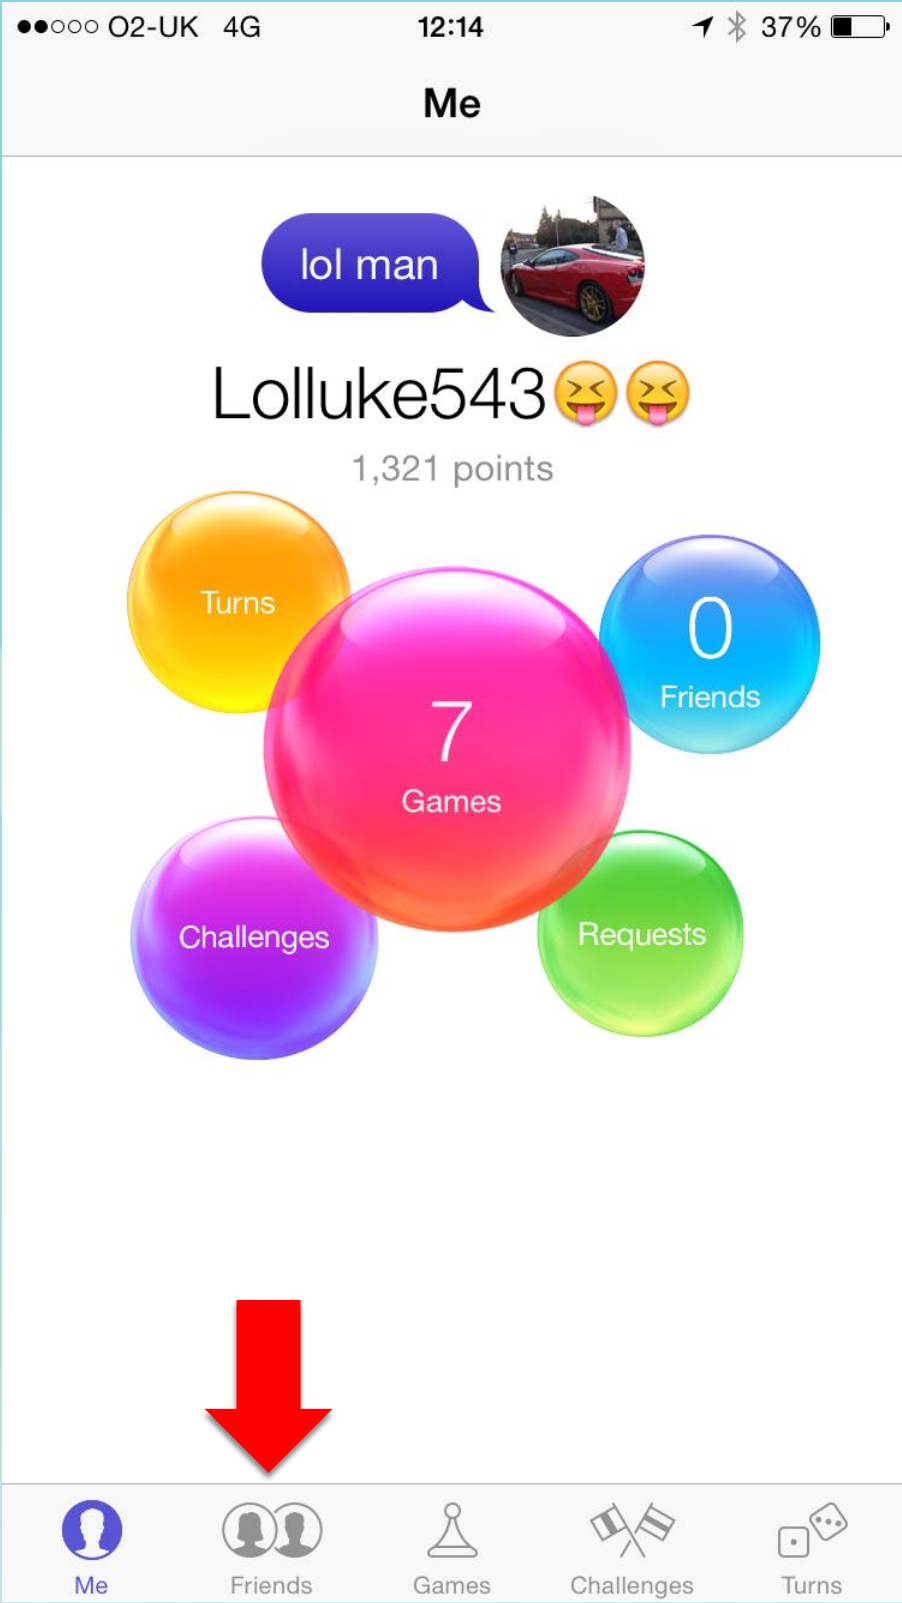 ●●○○○ O2-UK 4G 12:14 37%
Me
lol man
Lolluke543😝😝
1,321 points
Turns
0
Friends
7
Games
Challenges
Requests
Me Friends Games Challenges Turns